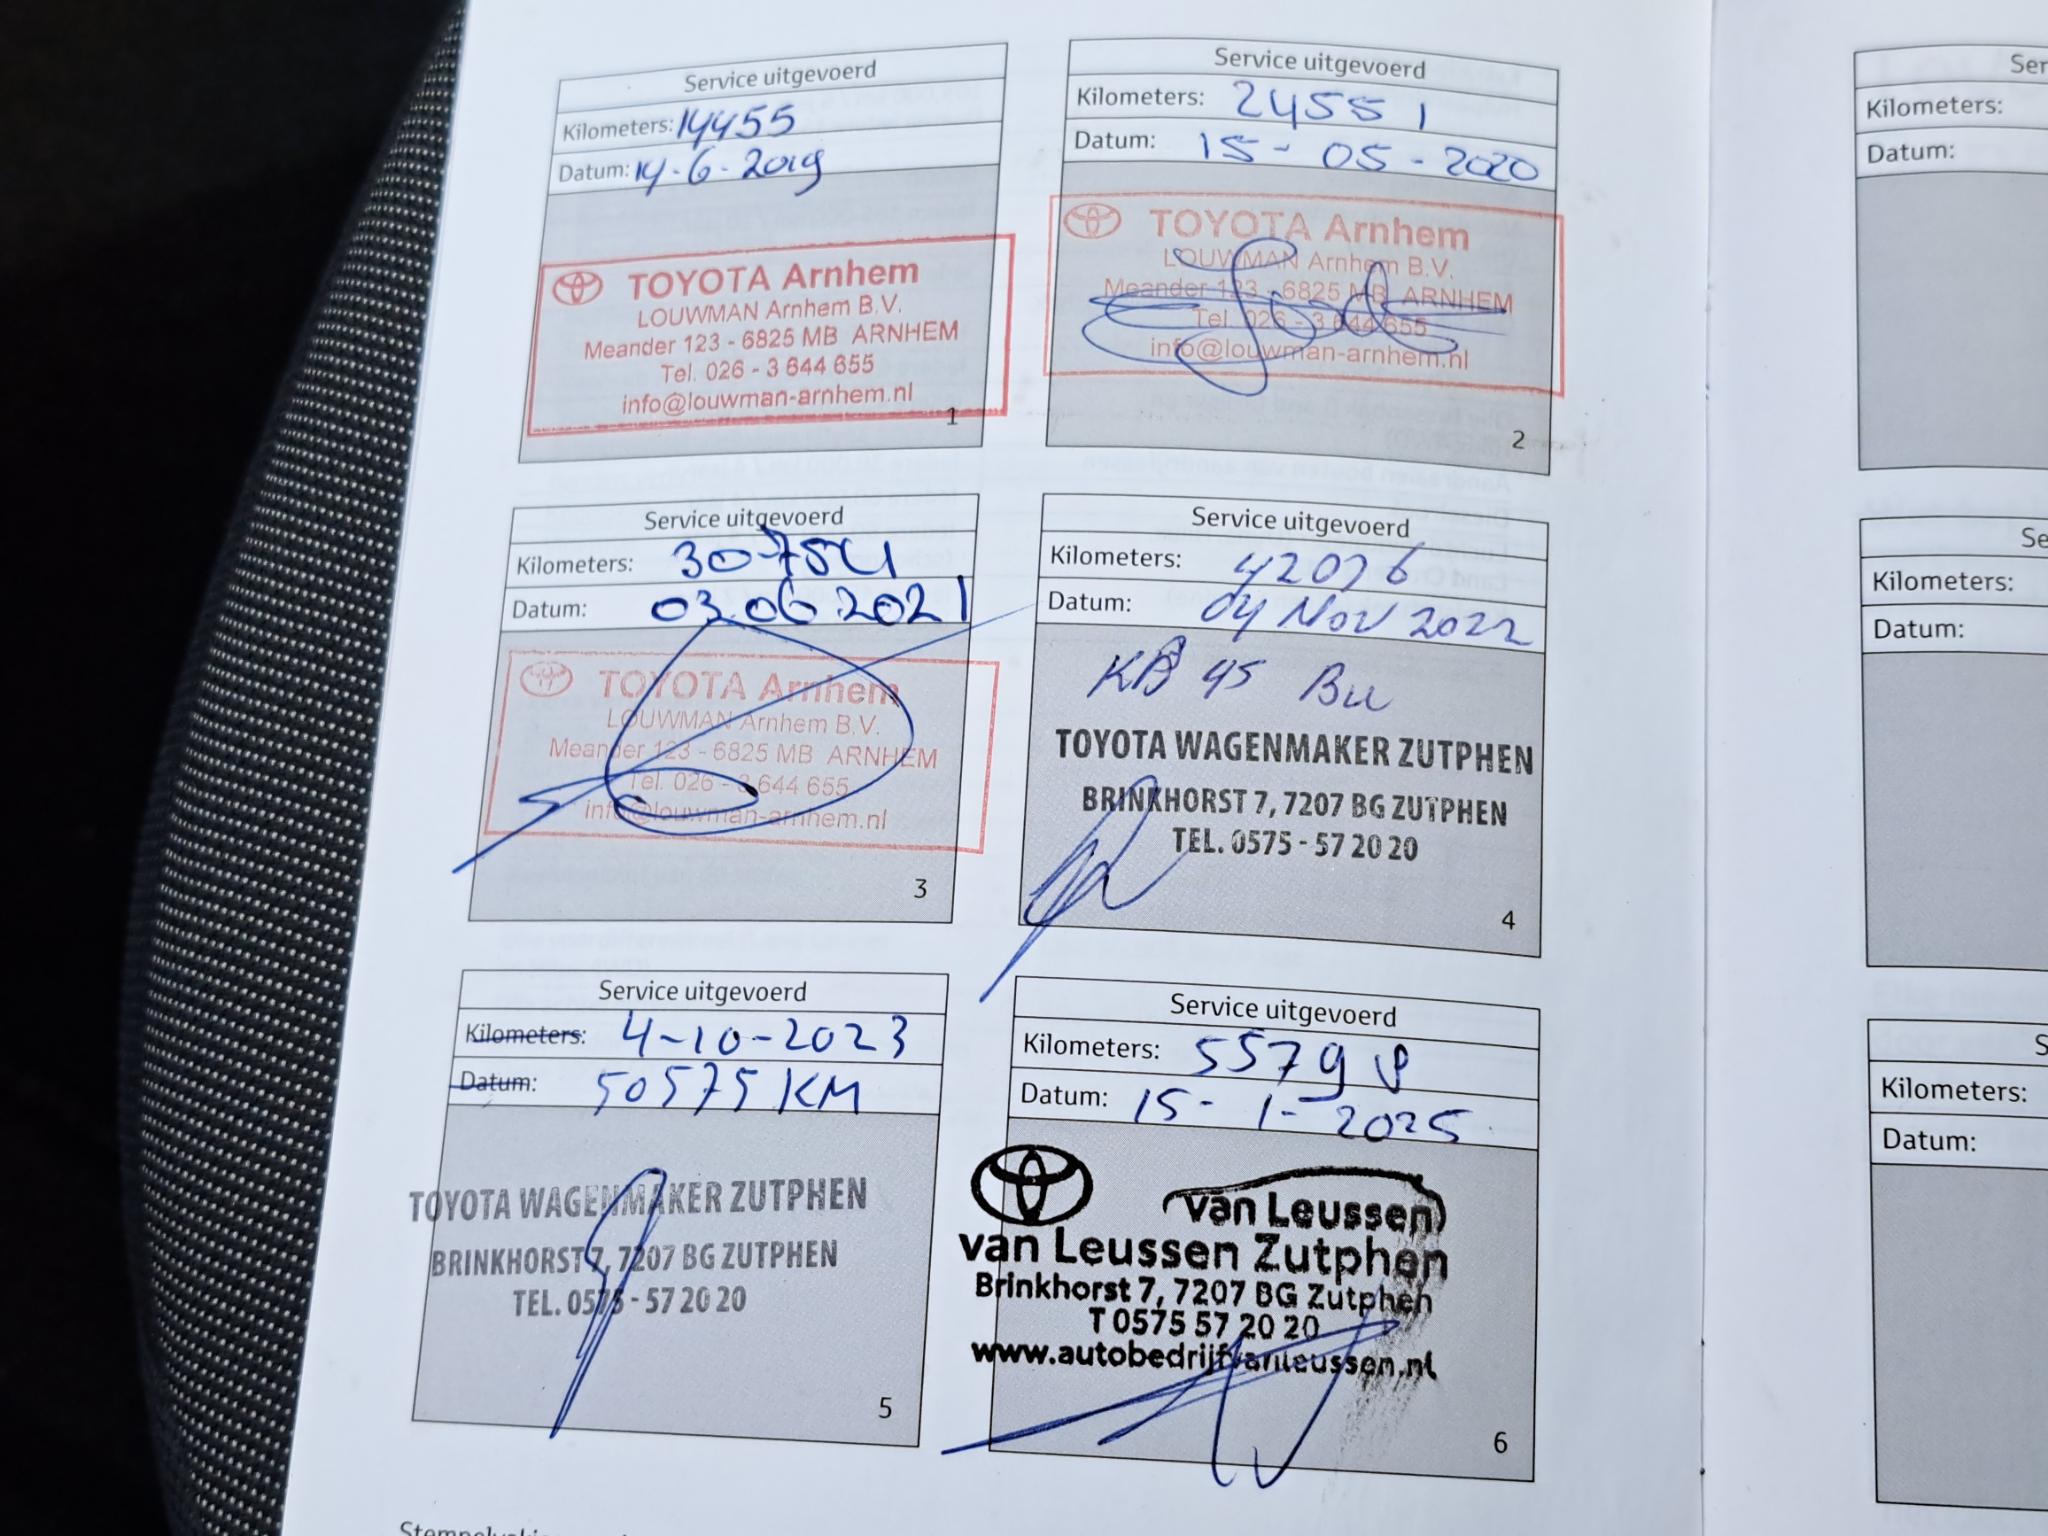 Service uitgevoerd
Kilometers: 14455
Datum: 14-6-2019
TOYOTA Arnhem
LOUWMAN Arnhem B.V.
Meander 123 - 6825 MB ARNHEM
Tel. 026 - 3 644 655
info@louwman-arnhem.nl
1
Service uitgevoerd
Kilometers: 24551
Datum: 15-05-2020
TOYOTA Arnhem
LOUWMAN Arnhem B.V.
Meander 123 - 6825 MB ARNHEM
Tel. 026 - 3 644 655
info@louwman-arnhem.nl
2
Service uitgevoerd
Kilometers:
Datum: 03.06.2021
TOYOTA Arnhem
LOUWMAN Arnhem B.V.
Meander 123 - 6825 MB ARNHEM
Tel. 026 - 3 644 655
info@louwman-arnhem.nl
3
Service uitgevoerd
Kilometers: 42076
Datum: 04 Nov 2022
KB 45 Bu
TOYOTA WAGENMAKER ZUTPHEN
BRINKHORST 7, 7207 BG ZUTPHEN
TEL. 0575 - 57 20 20
4
Service uitgevoerd
Kilometers: 4-10-2023
Datum: 50575 KM
TOYOTA WAGENMAKER ZUTPHEN
BRINKHORST 7, 7207 BG ZUTPHEN
TEL. 0575 - 57 20 20
5
Service uitgevoerd
Kilometers: 55798
Datum: 15-1-2025
van Leussen
van Leussen Zutphen
Brinkhorst 7, 7207 BG Zutphen
T 0575 57 20 20
www.autobedrijfvanleussen.nl
6
Kilometers:
Datum:
Kilometers:
Datum:
Kilometers:
Datum: